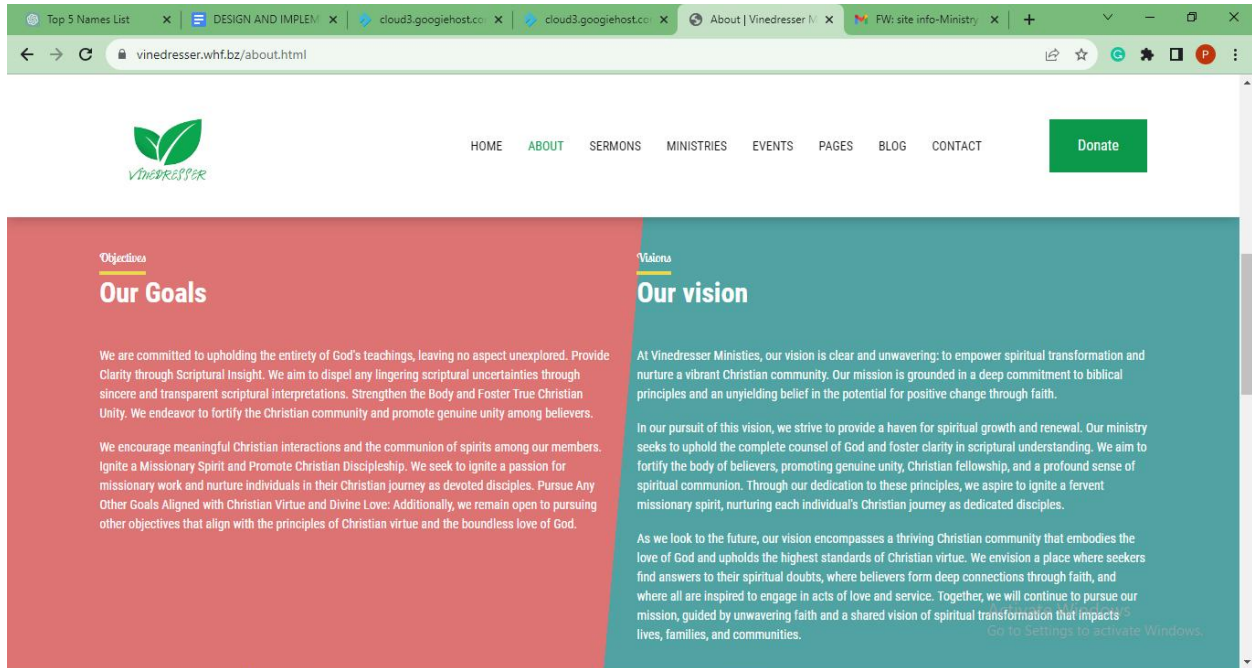 Top 5 Names List
DESIGN AND IMPLEM
cloud3.googiehost.co
cloud3.googiehost.co
About | Vinedresser M
FW: site info-Ministry
vinedresser.whf.bz/about.html
P
VINEDRESSER
HOME ABOUT SERMONS MINISTRIES EVENTS PAGES BLOG CONTACT
Donate
Objectives
Our Goals
We are committed to upholding the entirety of God's teachings, leaving no aspect unexplored. Provide
Clarity through Scriptural Insight. We aim to dispel any lingering scriptural uncertainties through
sincere and transparent scriptural interpretations. Strengthen the Body and Foster True Christian
Unity. We endeavor to fortify the Christian community and promote genuine unity among believers.
We encourage meaningful Christian interactions and the communion of spirits among our members.
Ignite a Missionary Spirit and Promote Christian Discipleship. We seek to ignite a passion for
missionary work and nurture individuals in their Christian journey as devoted disciples. Pursue Any
Other Goals Aligned with Christian Virtue and Divine Love: Additionally, we remain open to pursuing
other objectives that align with the principles of Christian virtue and the boundless love of God.
Visions
Our vision
At Vinedresser Ministies, our vision is clear and unwavering: to empower spiritual transformation and
nurture a vibrant Christian community. Our mission is grounded in a deep commitment to biblical
principles and an unyielding belief in the potential for positive change through faith.
In our pursuit of this vision, we strive to provide a haven for spiritual growth and renewal. Our ministry
seeks to uphold the complete counsel of God and foster clarity in scriptural understanding. We aim to
fortify the body of believers, promoting genuine unity, Christian fellowship, and a profound sense of
spiritual communion. Through our dedication to these principles, we aspire to ignite a fervent
missionary spirit, nurturing each individual's Christian journey as dedicated disciples.
As we look to the future, our vision encompasses a thriving Christian community that embodies the
love of God and upholds the highest standards of Christian virtue. We envision a place where seekers
find answers to their spiritual doubts, where believers form deep connections through faith, and
where all are inspired to engage in acts of love and service. Together, we will continue to pursue our
mission, guided by unwavering faith and a shared vision of spiritual transformation that impacts
lives, families, and communities.
Activate Windows
Go to Settings to activate Windows.